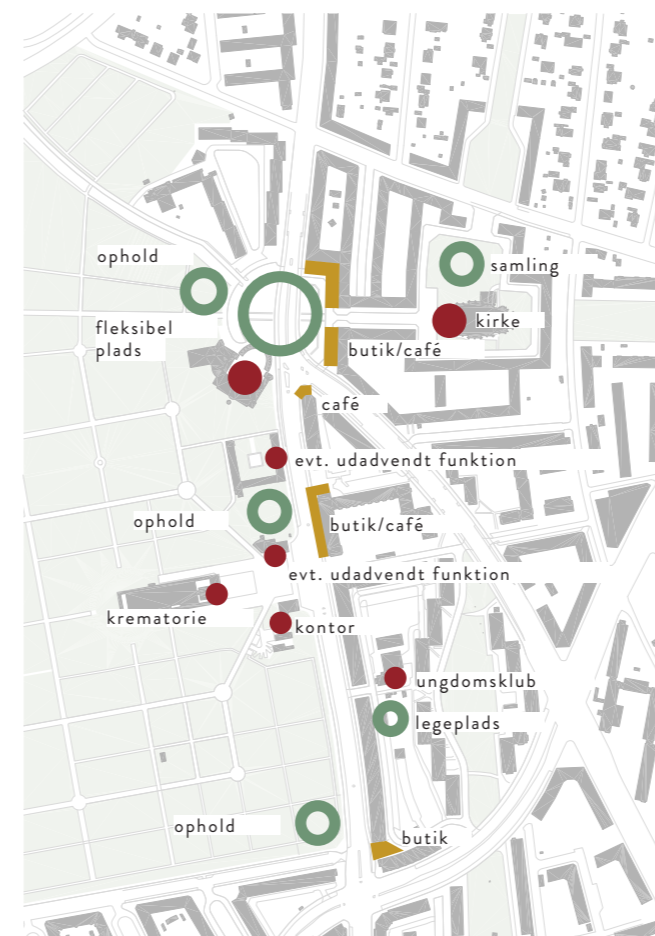 ophold
samling
kirke
fleksibel
plads
butik/café
café
evt. udadvendt funktion
ophold
butik/café
evt. udadvendt funktion
krematorie
kontor
ungdomsklub
legeplads
ophold
butik